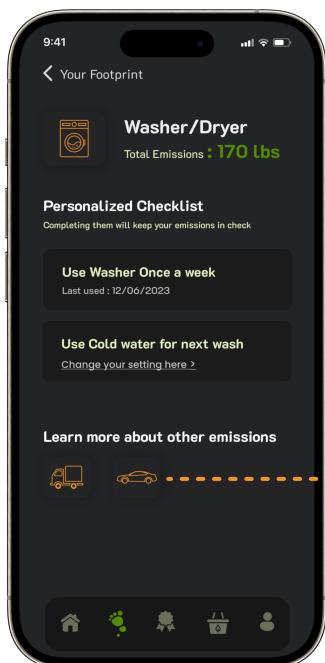 9:41
Your Footprint
Washer/Dryer
Total Emissions : 170 lbs
Personalized Checklist
Completing them will keep your emissions in check
Use Washer Once a week
Last used : 12/06/2023
Use Cold water for next wash
Change your setting here >
Learn more about other emissions